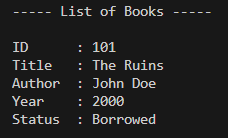 ----- List of Books -----
ID      : 101
Title   : The Ruins
Author  : John Doe
Year    : 2000
Status  : Borrowed